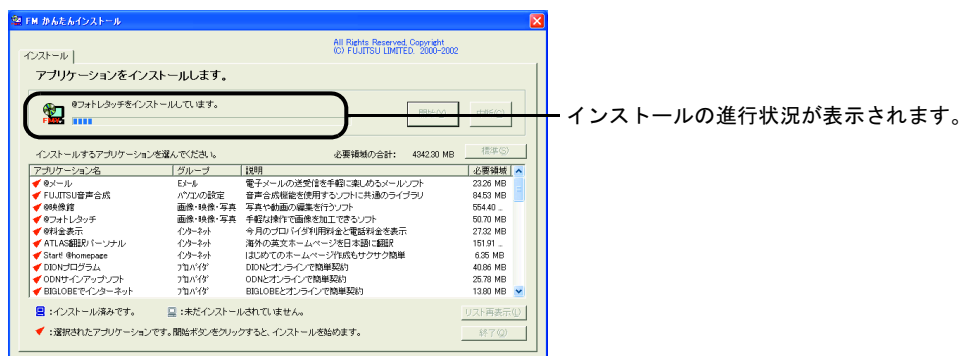 FM かんたんインストール
All Rights Reserved, Copyright
(C) FUJITSU LIMITED. 2000-2002
インストール
アプリケーションをインストールします。
@フォトレタッチをインストールしています。
開始(X) 中断(C)
インストールの進行状況が表示されます。
インストールするアプリケーションを選んでください。 必要領域の合計: 4342.30 MB 標準(S)
アプリケーション名 グループ 説明 必要領域
@メール Eメール 電子メールの送受信を手軽に楽しめるメールソフト 23.26 MB
FUJITSU音声合成 パソコンの設定 音声合成機能を使用するソフトに共通のライブラリ 84.53 MB
@映像館 画像・映像・写真 写真や動画の編集を行うソフト 554.40 ...
@フォトレタッチ 画像・映像・写真 手軽な操作で画像を加工できるソフト 50.70 MB
@料金表示 インターネット 今月のプロバイダ利用料金と電話料金を表示 27.32 MB
ATLAS翻訳パーソナル インターネット 海外の英文ホームページを日本語に翻訳 151.91 ...
Start! @homepage インターネット はじめてのホームページ作成もサクサク簡単 6.35 MB
DIONプログラム プロバイダ DIONとオンラインで簡単契約 40.86 MB
ODNサインアップソフト プロバイダ ODNとオンラインで簡単契約 25.78 MB
BIGLOBEでインターネット プロバイダ BIGLOBEとオンラインで簡単契約 13.80 MB
:インストール済みです。 :未だインストールされていません。 リスト再表示(L)
:選択されたアプリケーションです。開始ボタンをクリックすると、インストールを始めます。 終了(Q)